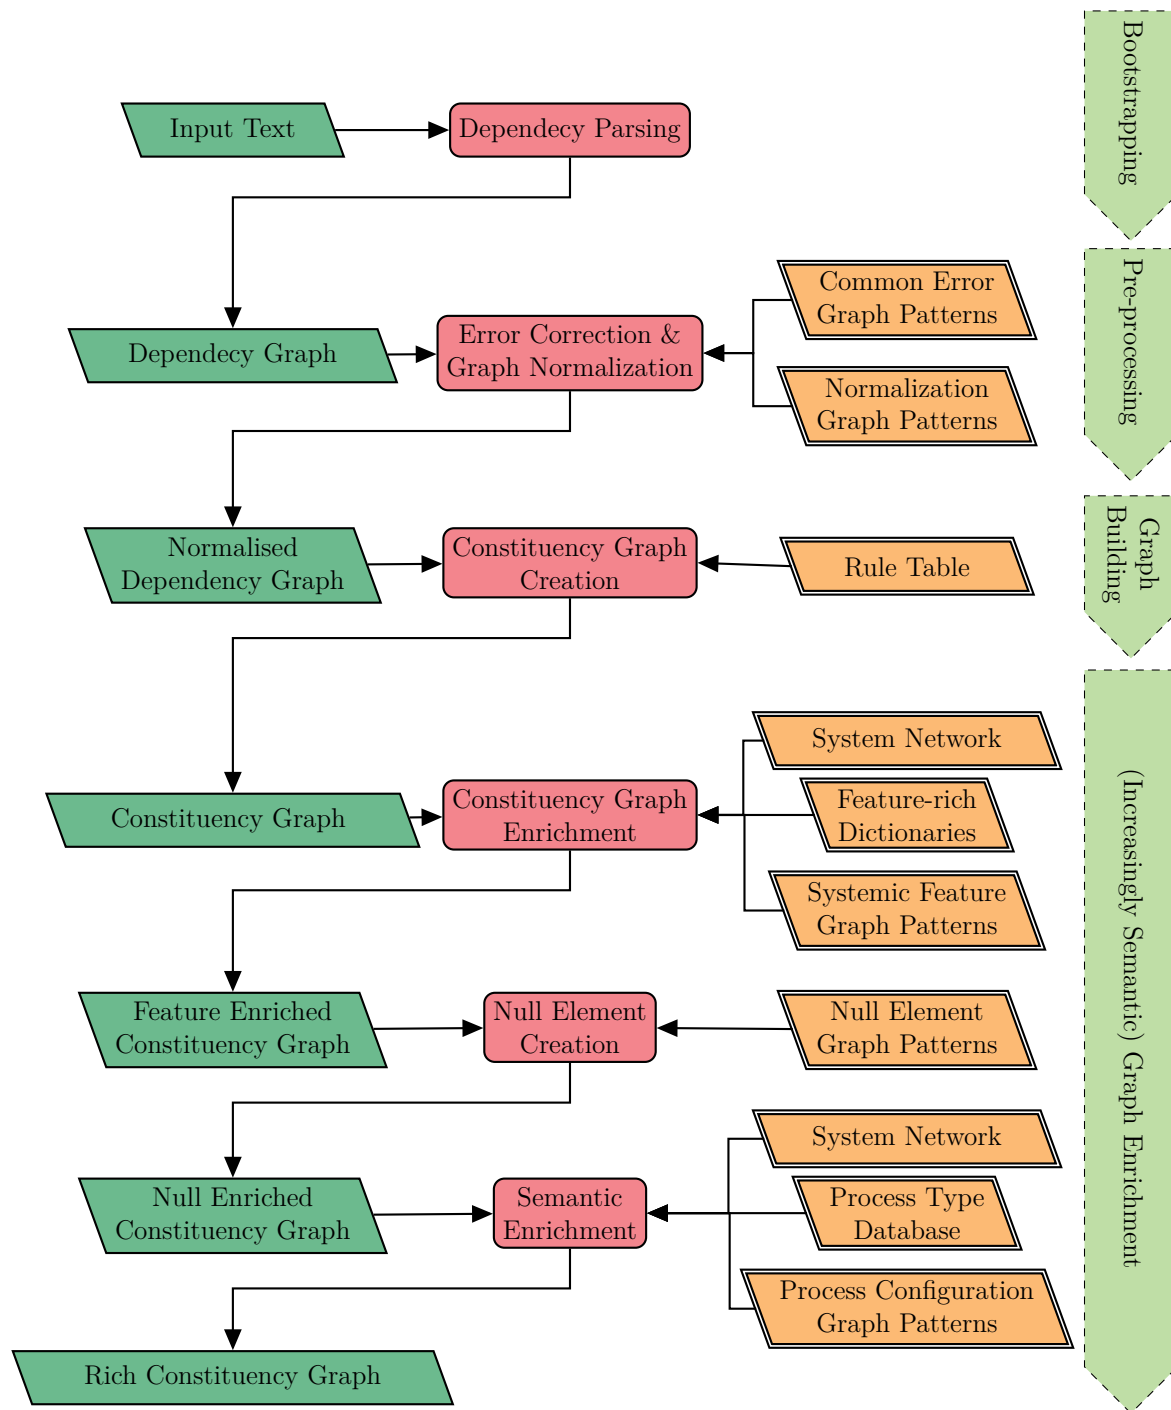 Bootstrapping
Input Text
Dependecy Parsing
Pre-processing
Common Error
Graph Patterns
Dependecy Graph
Error Correction &
Graph Normalization
Normalization
Graph Patterns
Graph
Building
Normalised
Dependency Graph
Constituency Graph
Creation
Rule Table
(Increasingly Semantic) Graph Enrichment
System Network
Constituency Graph
Constituency Graph
Enrichment
Feature-rich
Dictionaries
Systemic Feature
Graph Patterns
Feature Enriched
Constituency Graph
Null Element
Creation
Null Element
Graph Patterns
System Network
Null Enriched
Constituency Graph
Semantic
Enrichment
Process Type
Database
Process Configuration
Graph Patterns
Rich Constituency Graph